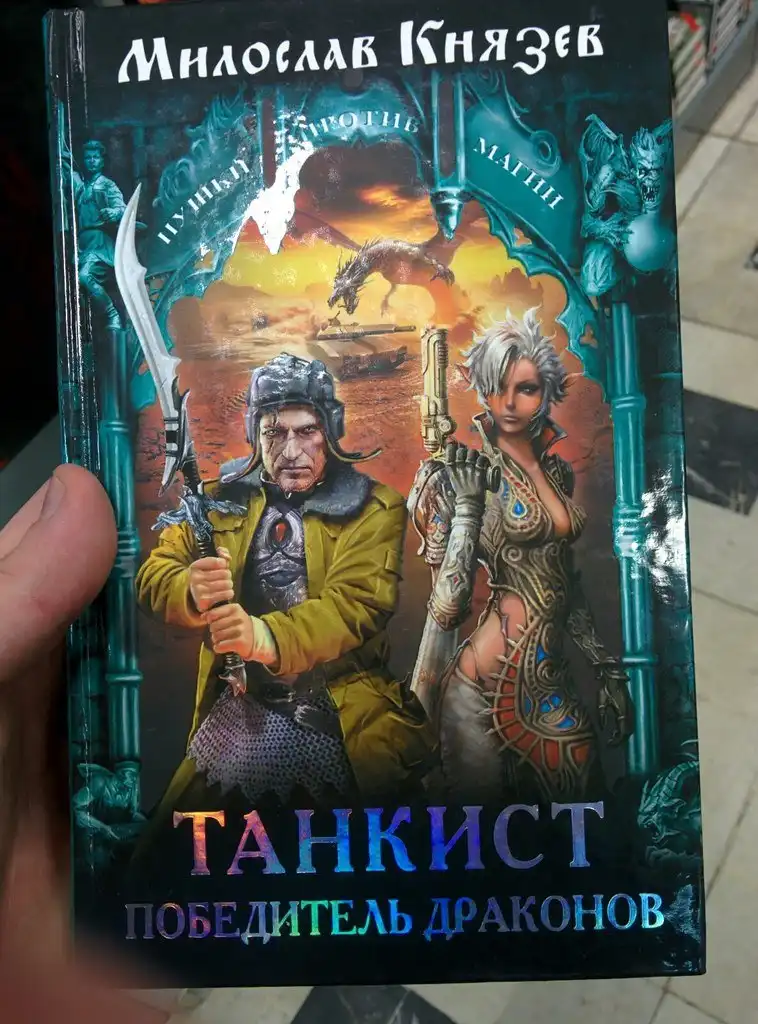 Милослав Князев
ПУШКИ ПРОТИВ МАГИИ
ТАНКИСТ
ПОБЕДИТЕЛЬ ДРАКОНОВ